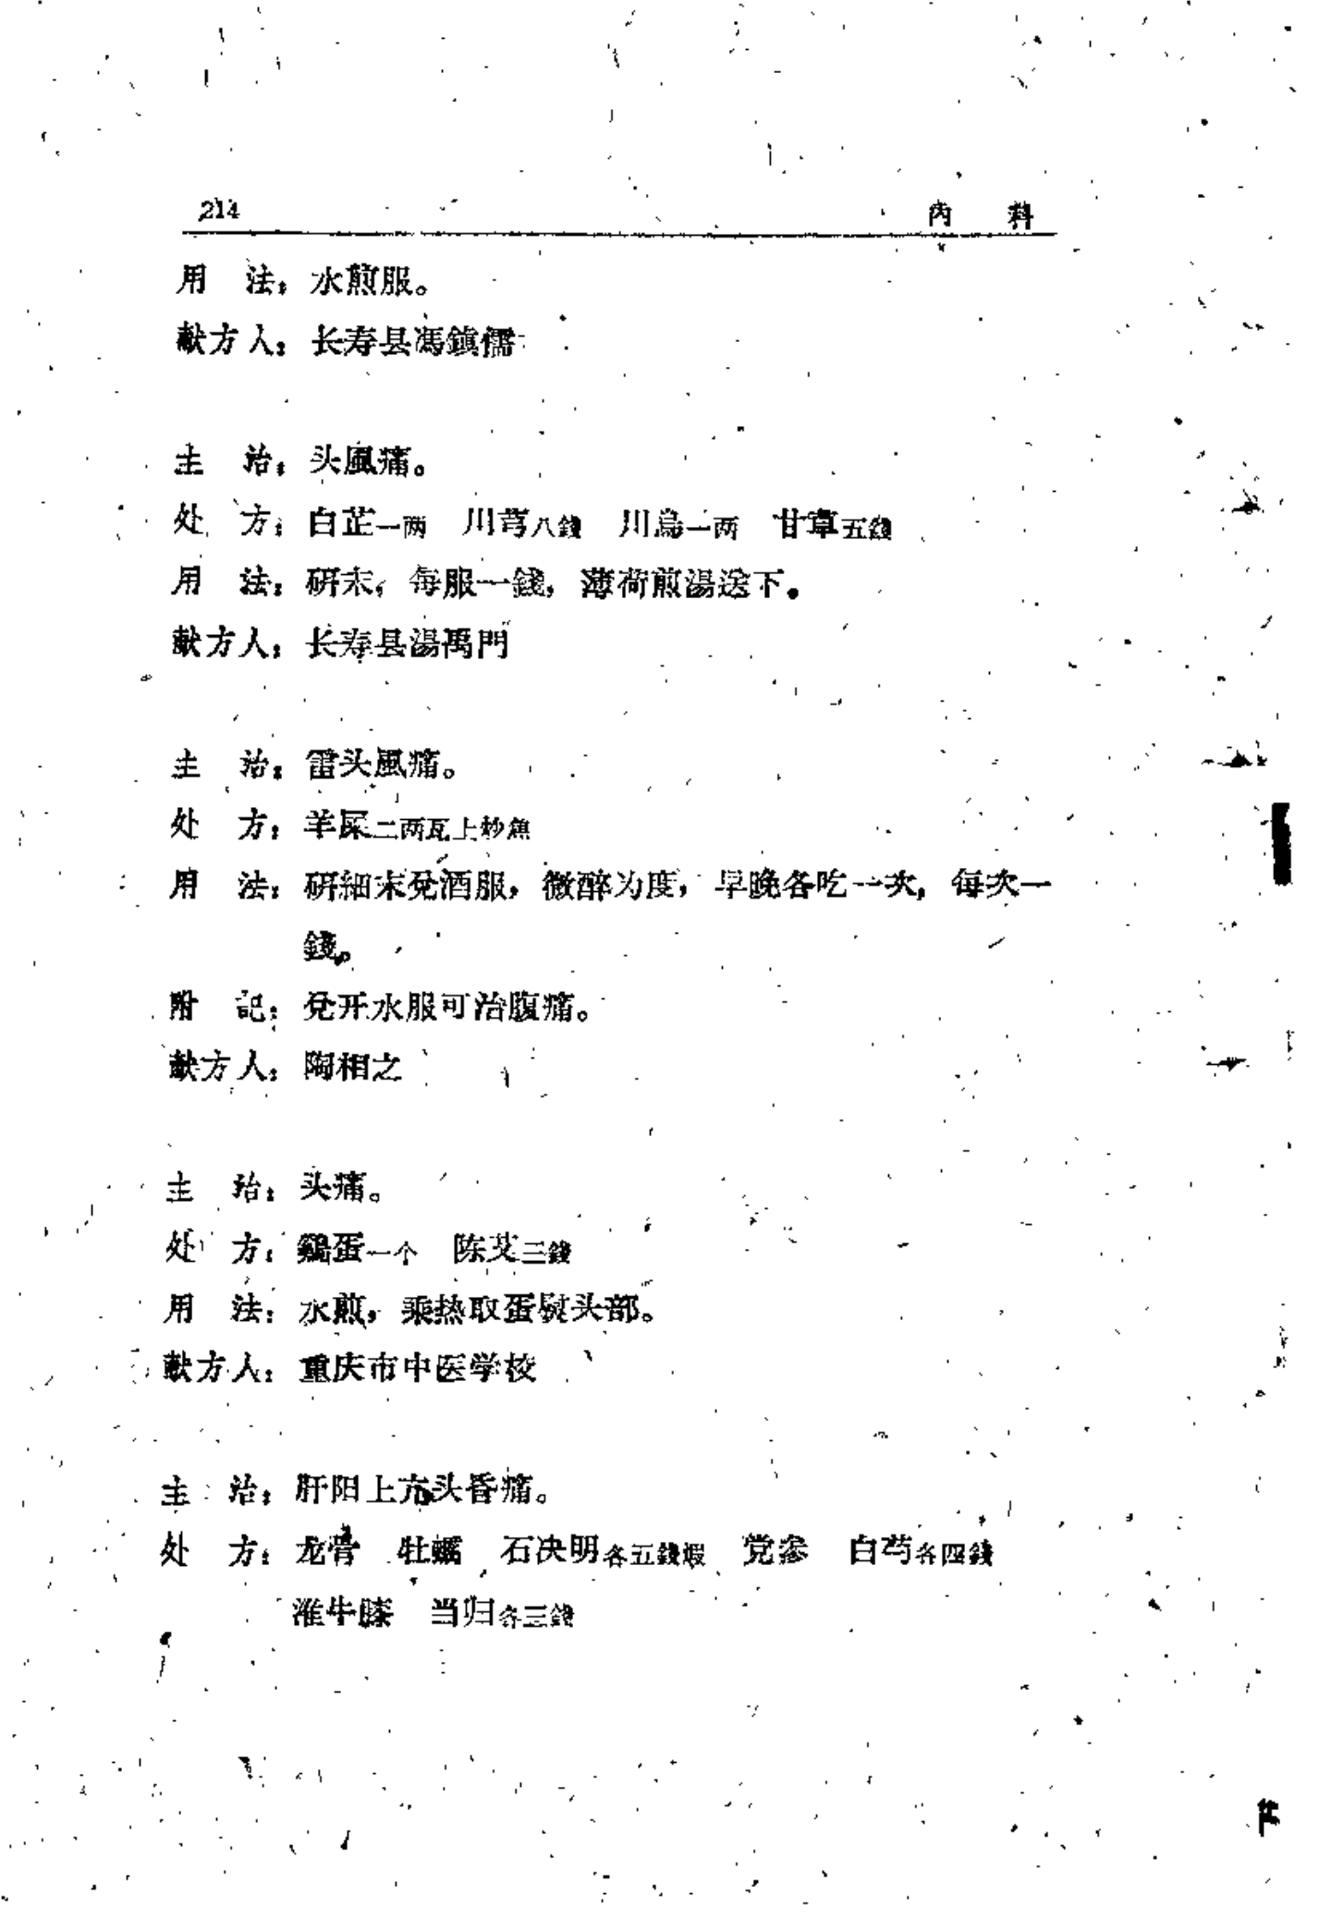 214 内 科
用 法：水煎服。
献方人：长寿县馮鎮儒
主 治：头風痛。
处 方：白芷一两 川芎八錢 川烏一两 甘草五錢
用 法：研末，每服一錢，薄荷煎湯送下。
献方人：长寿县湯禹門
主 治：雷头風痛。
处 方：羊屎二两瓦上炒焦
用 法：研細末兌酒服，微醉为度，早晚各吃一次，每次一
錢。
附 記：兌开水服可治腹痛。
献方人：陶相之
主 治：头痛。
处 方：鷄蛋一个 陈艾三錢
用 法：水煎，乘热取蛋熨头部。
献方人：重庆市中医学校
主 治：肝阳上亢头昏痛。
处 方：龙骨 牡蠣 石决明各五錢煅 党参 白芍各四錢
淮牛膝 当归各三錢